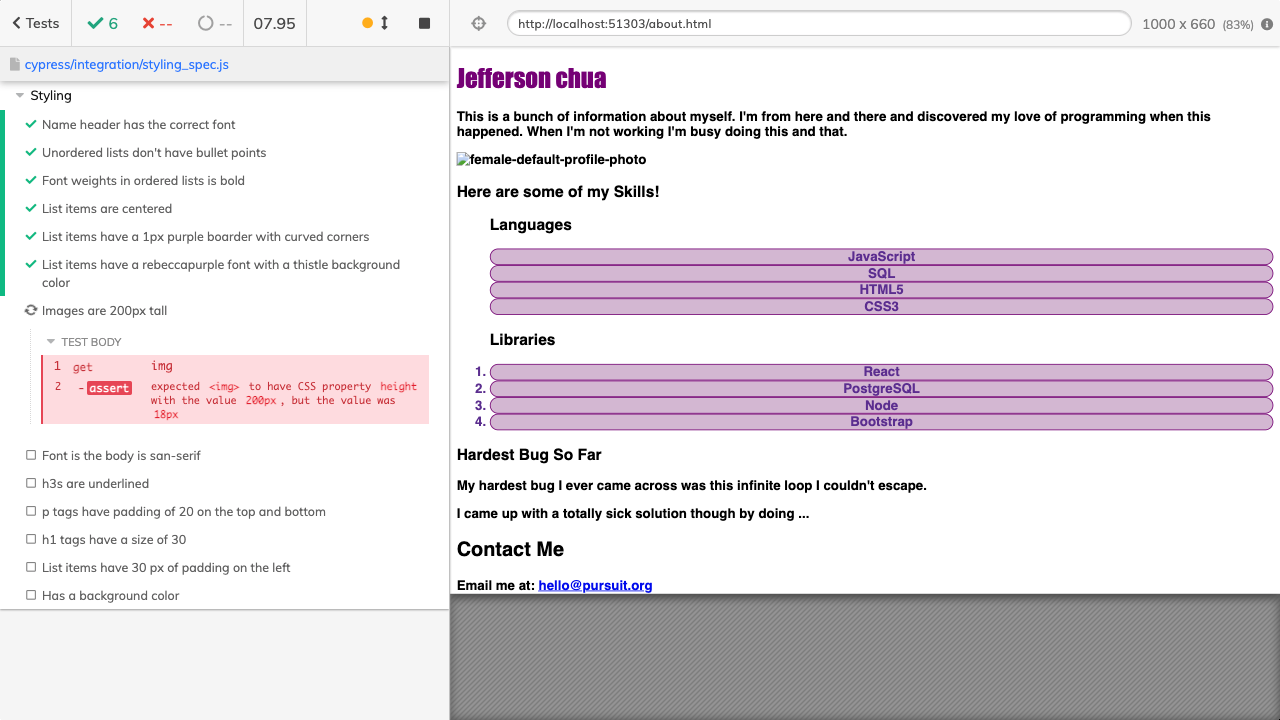 Tests
6
--
--
07.95
http://localhost:51303/about.html
1000 x 660 (83%)
cypress/integration/styling_spec.js
Styling
Name header has the correct font
Unordered lists don't have bullet points
Font weights in ordered lists is bold
List items are centered
List items have a 1px purple boarder with curved corners
List items have a rebeccapurple font with a thistle background
color
Images are 200px tall
TEST BODY
1 get img
2 -assert expected <img> to have CSS property height
with the value 200px, but the value was
18px
Font is the body is san-serif
h3s are underlined
p tags have padding of 20 on the top and bottom
h1 tags have a size of 30
List items have 30 px of padding on the left
Has a background color
Jefferson chua
This is a bunch of information about myself. I'm from here and there and discovered my love of programming when this
happened. When I'm not working I'm busy doing this and that.
female-default-profile-photo
Here are some of my Skills!
Languages
JavaScript
SQL
HTML5
CSS3
Libraries
1. React
2. PostgreSQL
3. Node
4. Bootstrap
Hardest Bug So Far
My hardest bug I ever came across was this infinite loop I couldn't escape.
I came up with a totally sick solution though by doing ...
Contact Me
Email me at: hello@pursuit.org